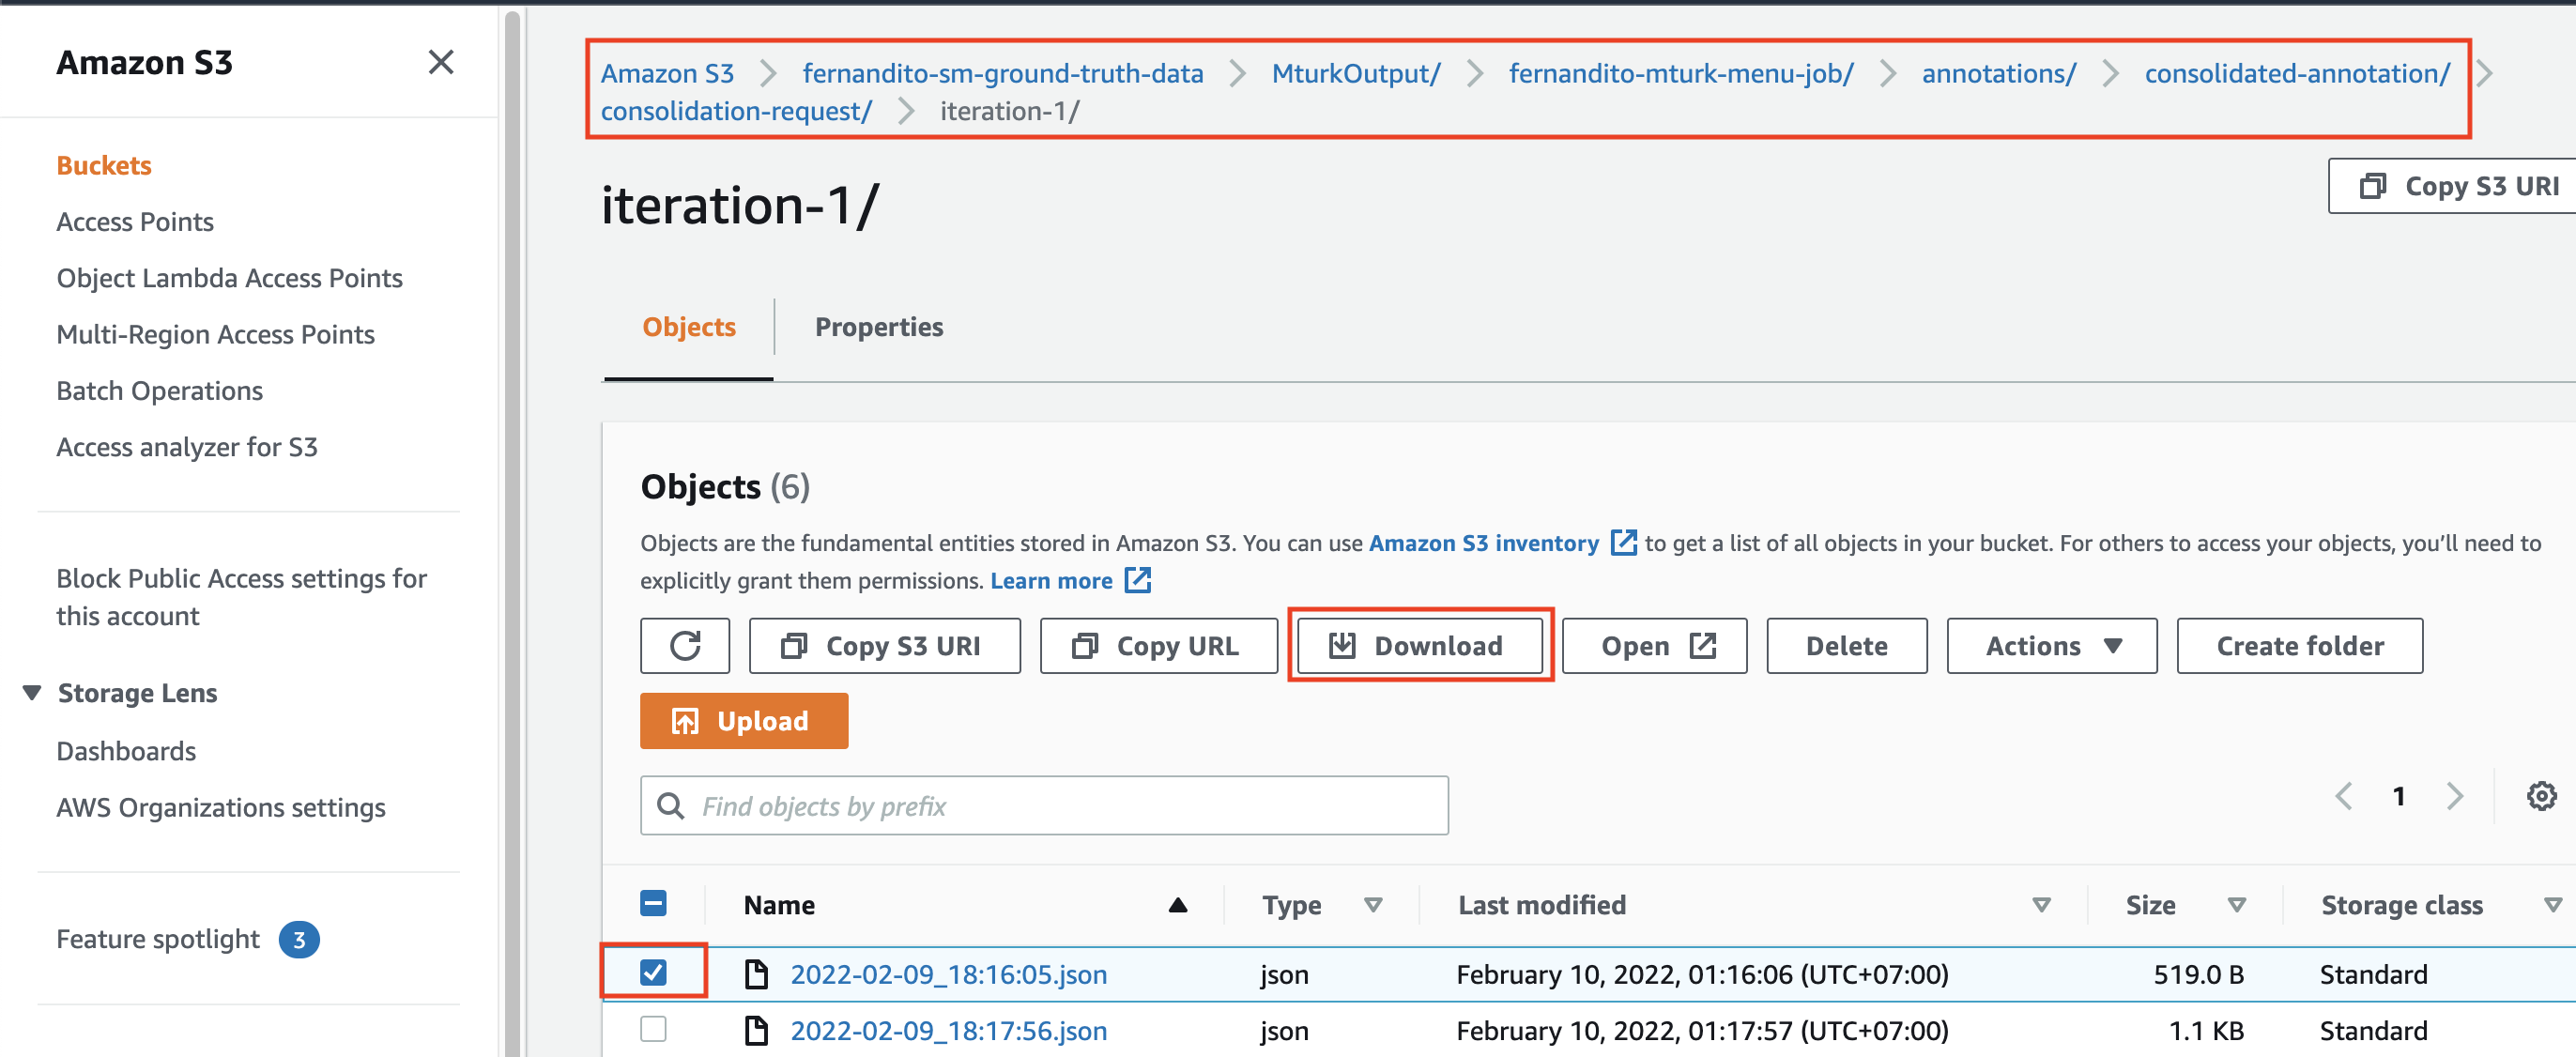 Amazon S3
Buckets
Access Points
Object Lambda Access Points
Multi-Region Access Points
Batch Operations
Access analyzer for S3
Block Public Access settings for
this account
Storage Lens
Dashboards
AWS Organizations settings
Feature spotlight 3
Amazon S3 fernandito-sm-ground-truth-data MturkOutput/ fernandito-mturk-menu-job/ annotations/ consolidated-annotation/
consolidation-request/ iteration-1/
iteration-1/
Copy S3 URI
Objects Properties
Objects (6)
Objects are the fundamental entities stored in Amazon S3. You can use Amazon S3 inventory to get a list of all objects in your bucket. For others to access your objects, you’ll need to
explicitly grant them permissions. Learn more
Copy S3 URI Copy URL Download Open Delete Actions Create folder
Upload
Find objects by prefix
1
Name Type Last modified Size Storage class
2022-02-09_18:16:05.json json February 10, 2022, 01:16:06 (UTC+07:00) 519.0 B Standard
2022-02-09_18:17:56.json json February 10, 2022, 01:17:57 (UTC+07:00) 1.1 KB Standard